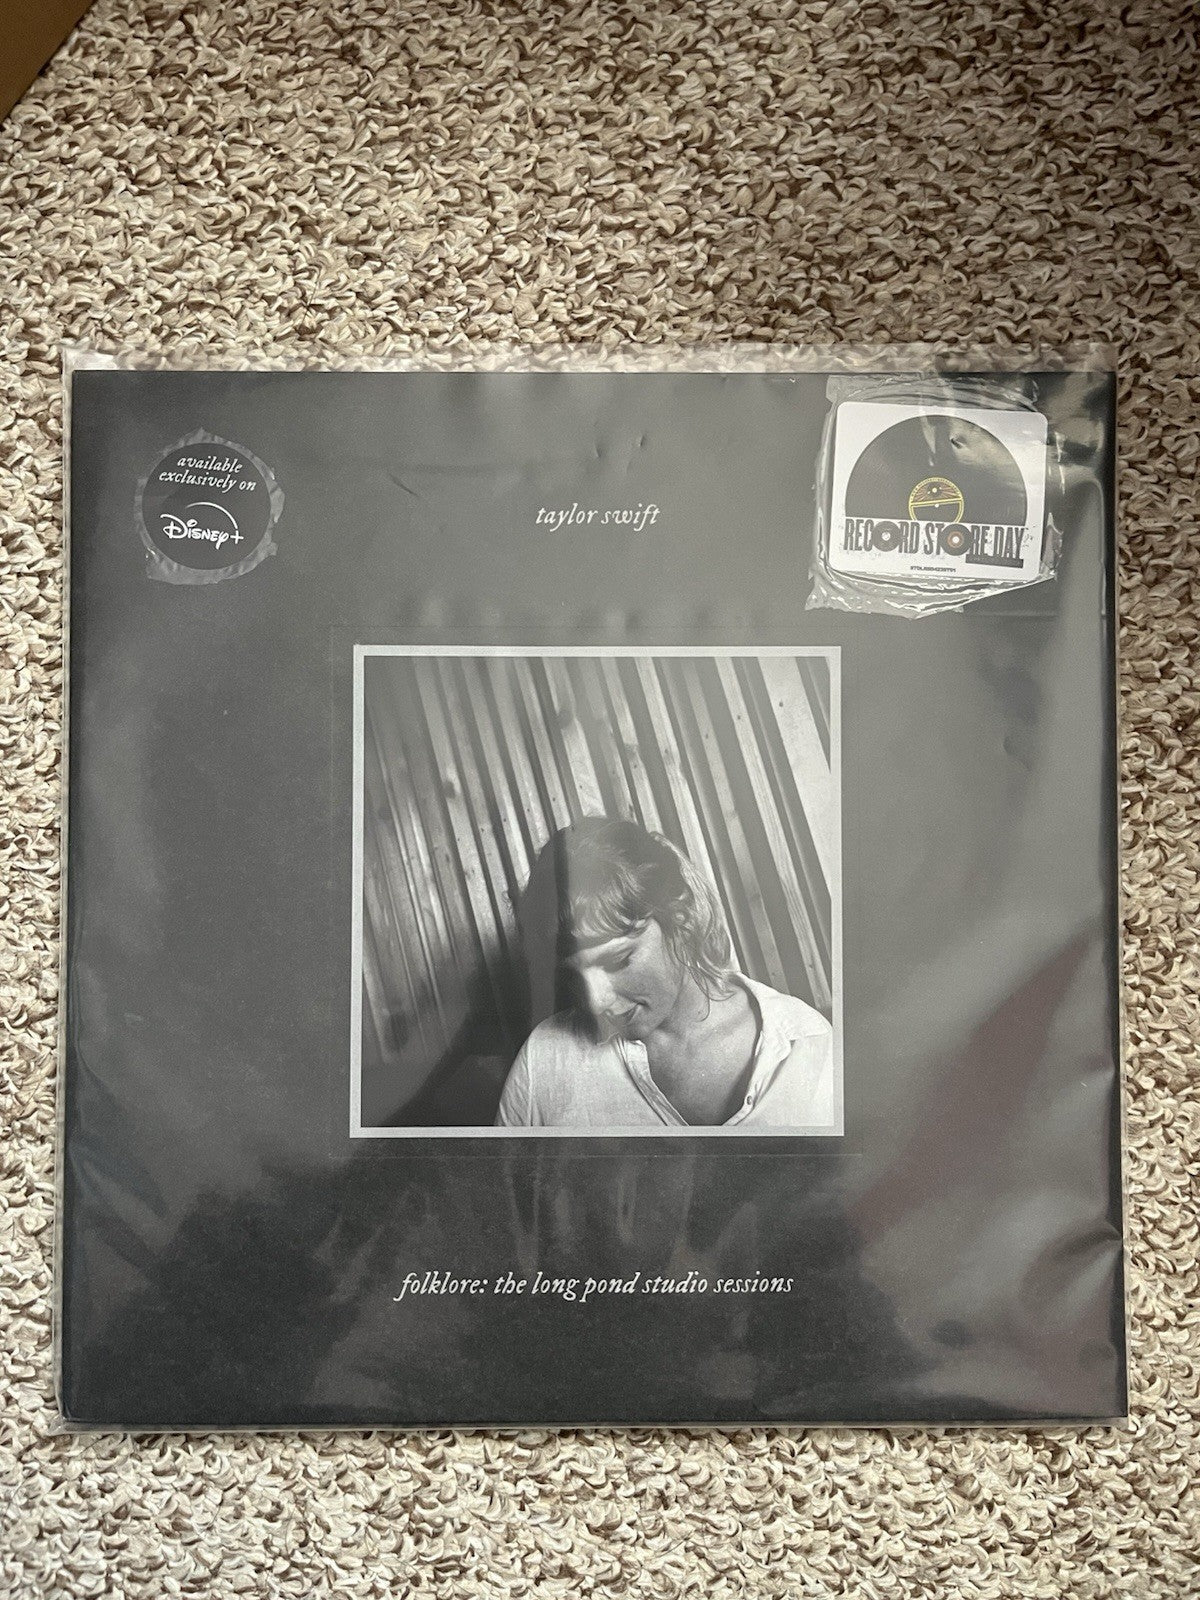 available
exclusively on
Disney+
taylor swift
RECORD STORE DAY
folklore: the long pond studio sessions